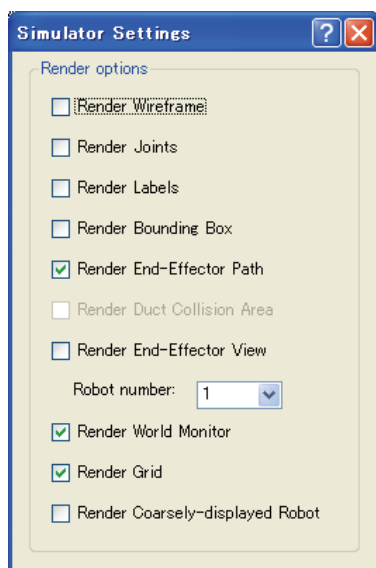 Simulator Settings
Render options
Render Wireframe
Render Joints
Render Labels
Render Bounding Box
Render End-Effector Path
Render Duct Collision Area
Render End-Effector View
Robot number: 1
Render World Monitor
Render Grid
Render Coarsely-displayed Robot